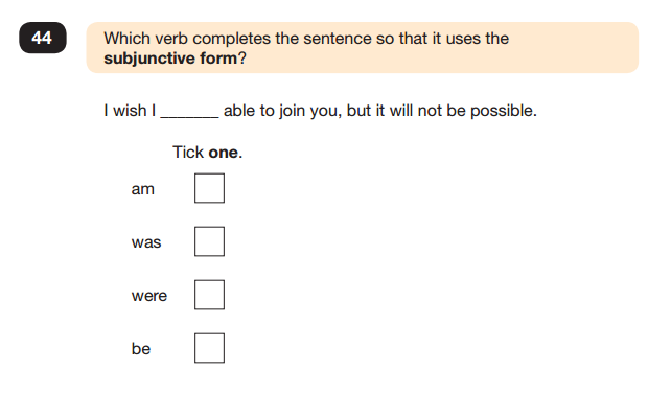 44
Which verb completes the sentence so that it uses the
subjunctive form?
I wish I _______ able to join you, but it will not be possible.
Tick one.
am
was
were
be